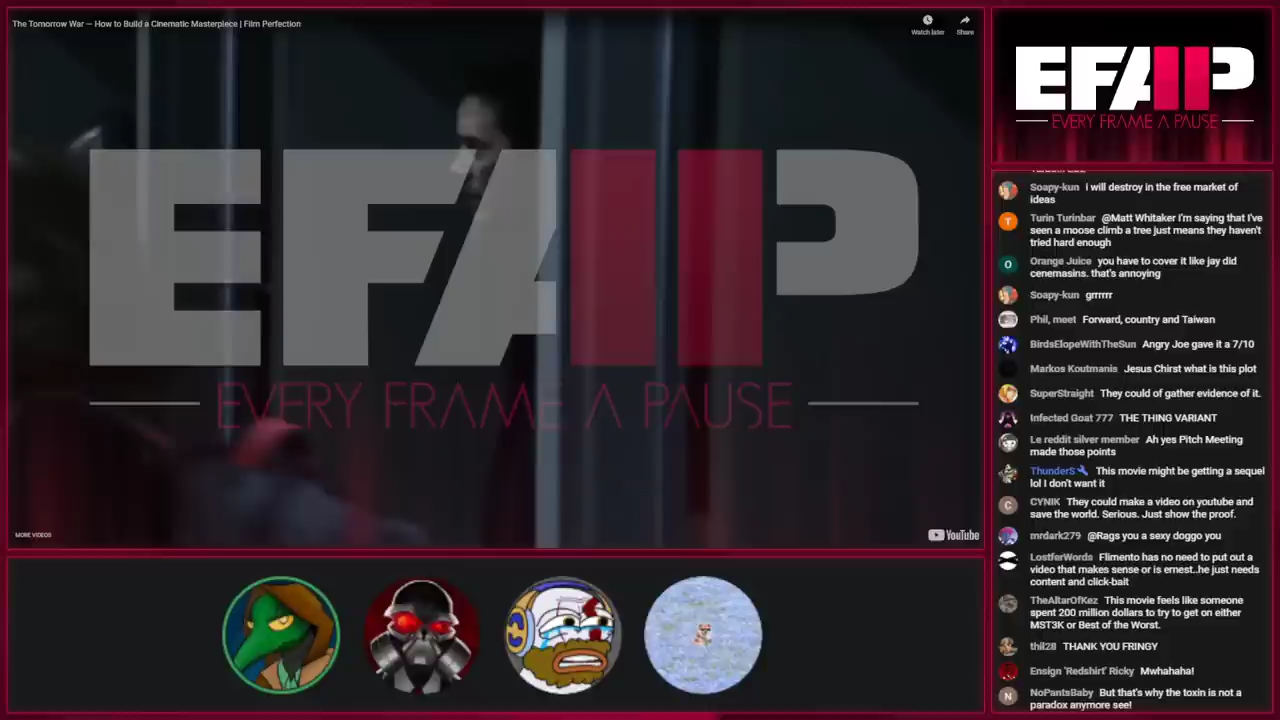 The Tomorrow War – How to Build a Cinematic Masterpiece | Film Perfection
Watch later
Share
EFAP
EVERY FRAME A PAUSE
MORE VIDEOS
YouTube
EFAP
EVERY FRAME A PAUSE
Soapy-kun i will destroy in the free market of
ideas
T
Turin Turinbar @Matt Whitaker I'm saying that I've
seen a moose climb a tree just means they haven't
tried hard enough
O
Orange Juice you have to cover it like jay did
cenemasins. that's annoying
Soapy-kun grrrrrr
Phil, meet Forward, country and Taiwan
BirdsElopeWithTheSun Angry Joe gave it a 7/10
Markos Koutmanis Jesus Chirst what is this plot
SuperStraight They could of gather evidence of it.
Infected Goat 777 THE THING VARIANT
Le reddit silver member Ah yes Pitch Meeting
made those points
ThunderS This movie might be getting a sequel
lol I don't want it
C
CYNIK They could make a video on youtube and
save the world. Serious. Just show the proof.
mrdark279 @Rags you a sexy doggo you
LostferWords Flimento has no need to put out a
video that makes sense or is ernest..he just needs
content and click-bait
TheAltarOfKez This movie feels like someone
spent 200 million dollars to try to get on either
MST3K or Best of the Worst.
thil28 THANK YOU FRINGY
Ensign 'Redshirt' Ricky Mwhahaha!
N
NoPantsBaby But that's why the toxin is not a
paradox anymore see!